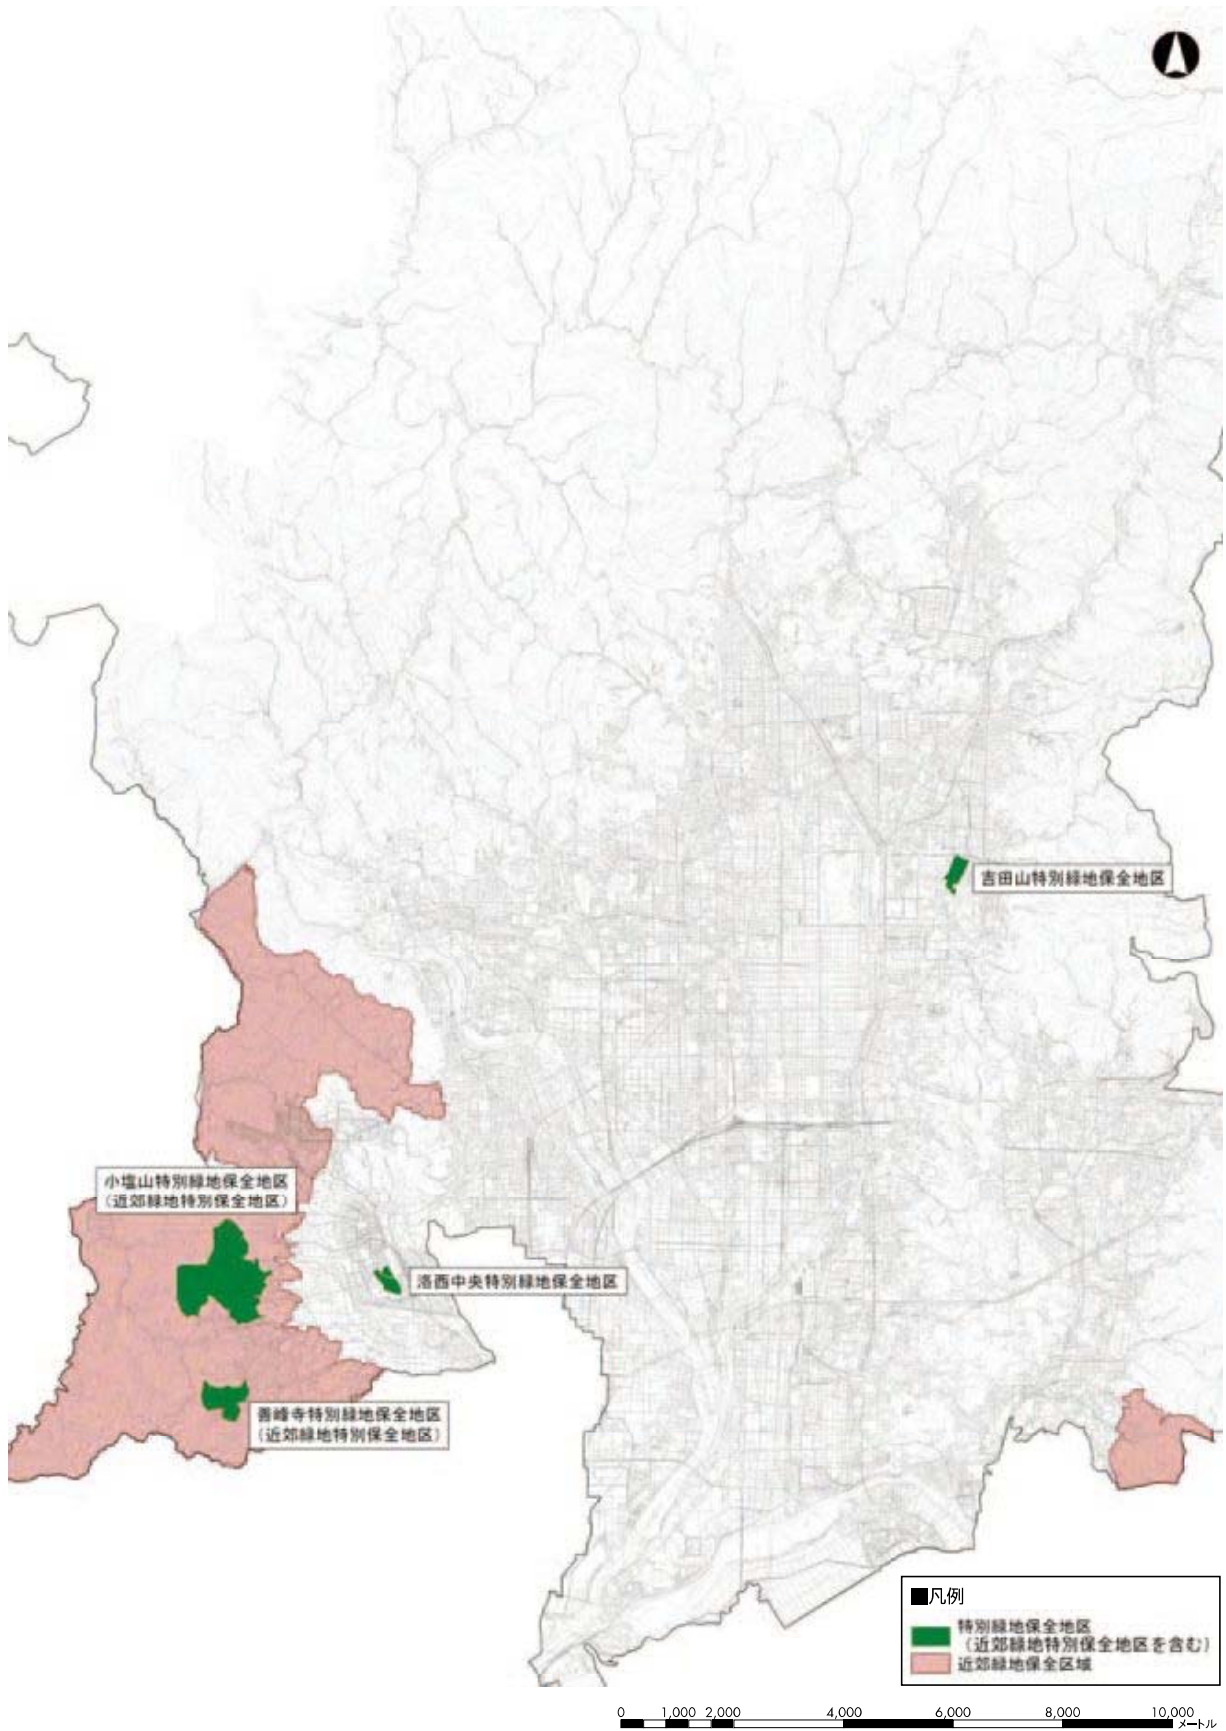 吉田山特別緑地保全地区
小塩山特別緑地保全地区
（近郊緑地特別保全地区）
洛西中央特別緑地保全地区
善峰寺特別緑地保全地区
（近郊緑地特別保全地区）
■凡例
特別緑地保全地区
（近郊緑地特別保全地区を含む）
近郊緑地保全区域
0 1,000 2,000 4,000 6,000 8,000 10,000
メートル